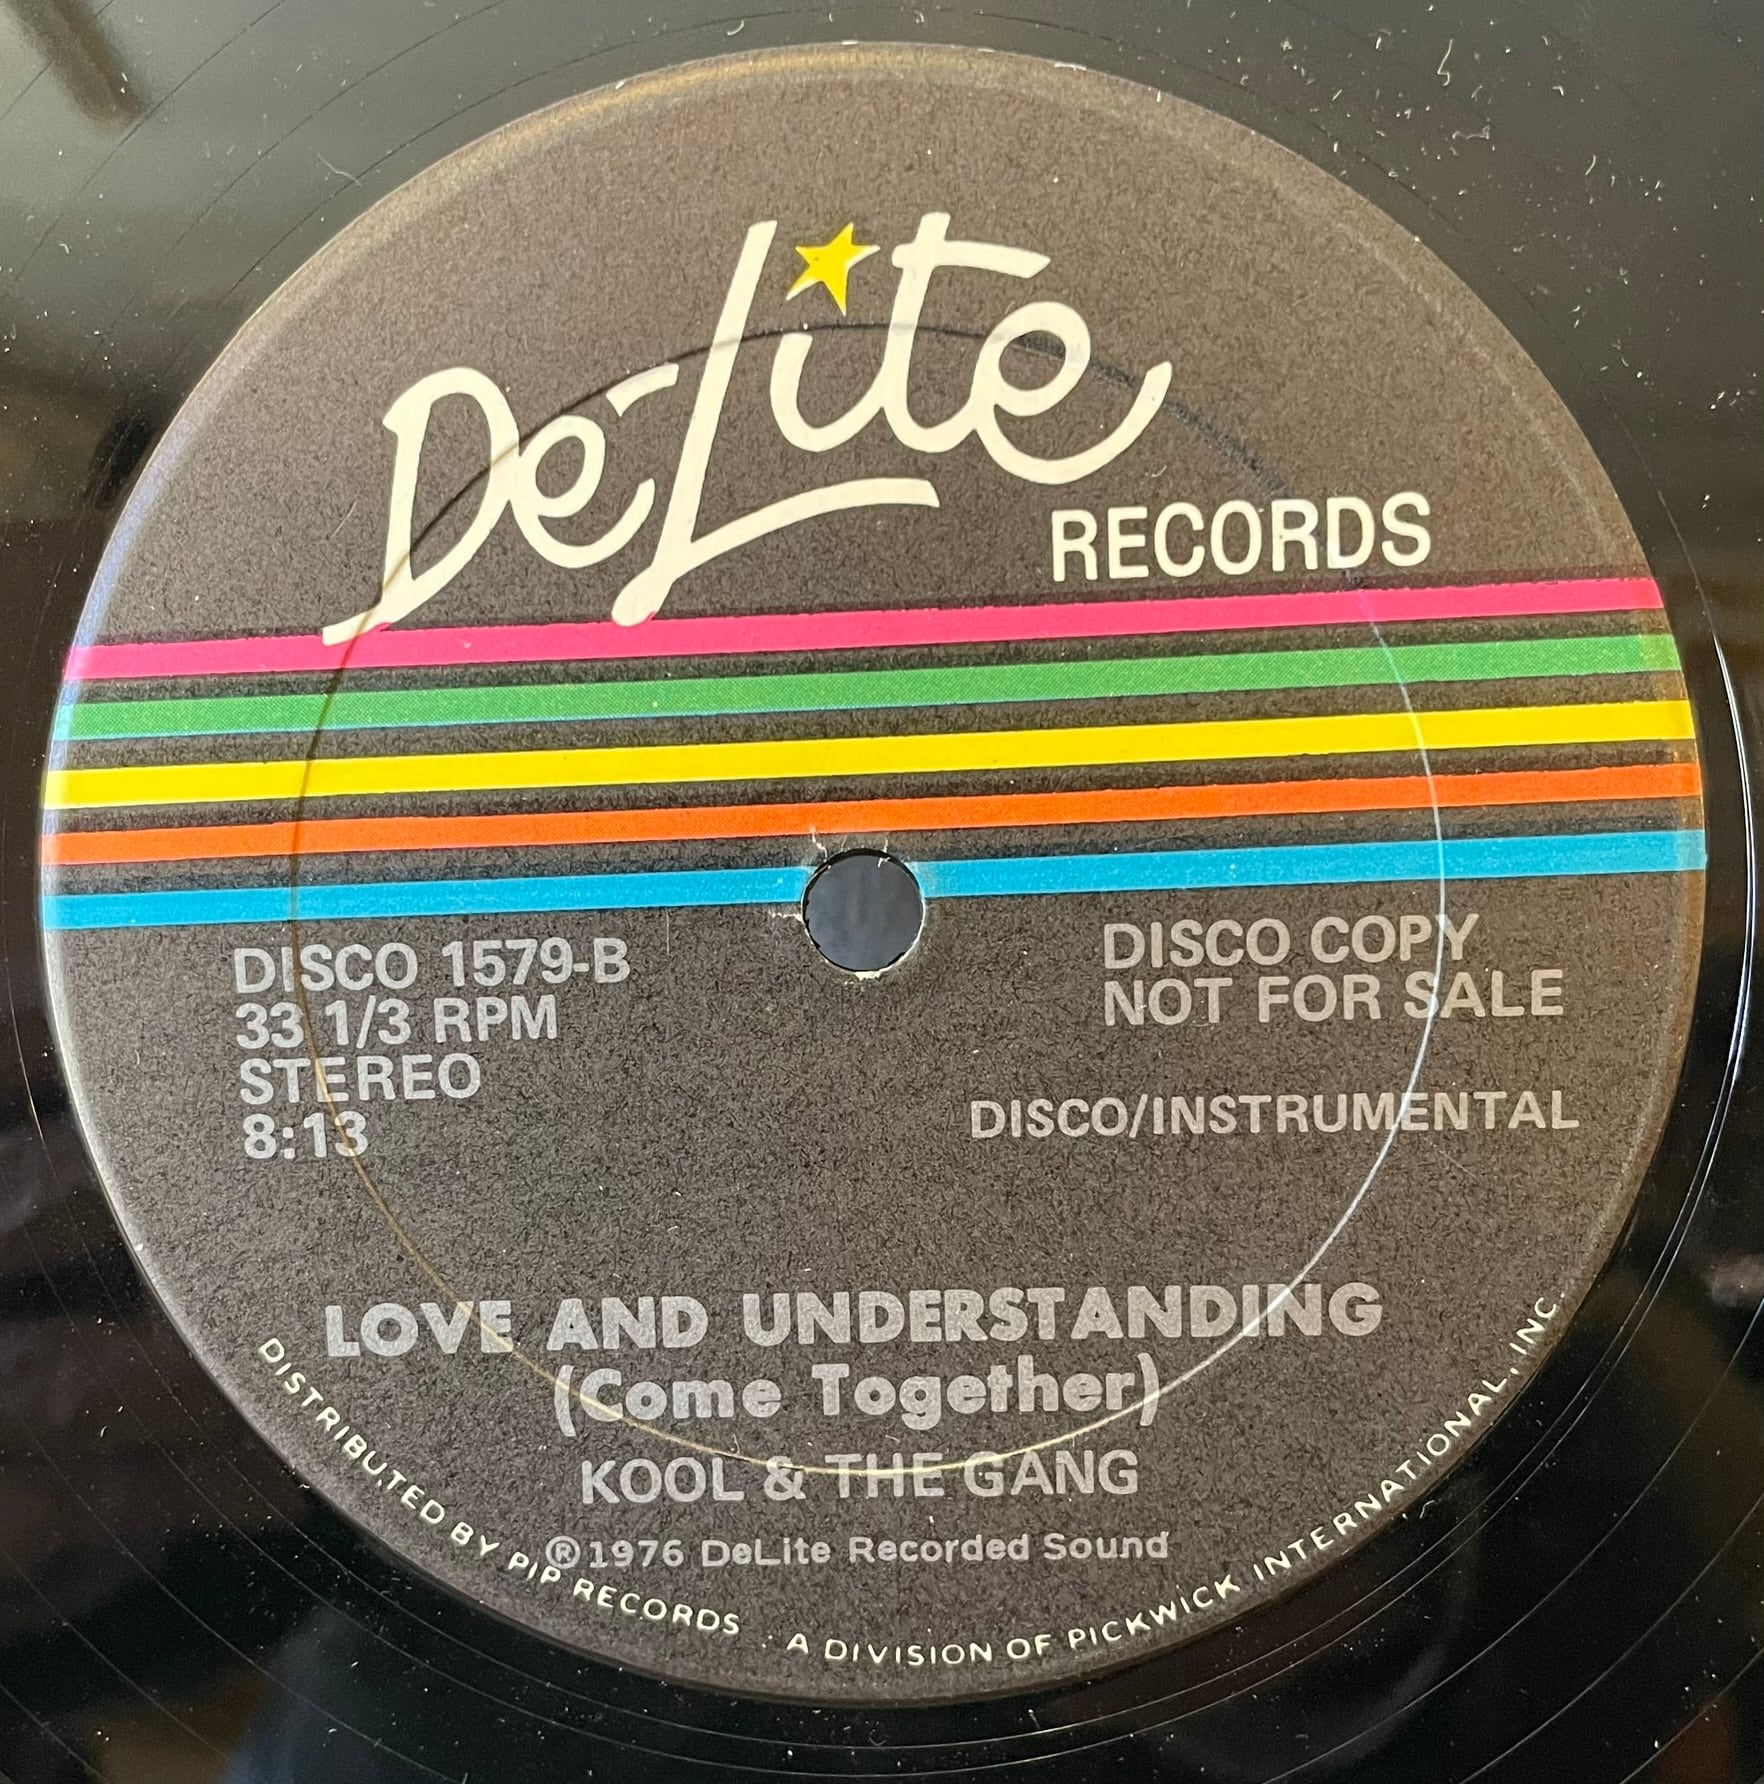 De-Lite
RECORDS
DISCO 1579-B
33 1/3 RPM
STEREO
8:13
DISCO COPY
NOT FOR SALE
DISCO/INSTRUMENTAL
LOVE AND UNDERSTANDING
(Come Together)
KOOL & THE GANG
℗1976 DeLite Recorded Sound
DISTRIBUTED BY PIP RECORDS · A DIVISION OF PICKWICK INTERNATIONAL, INC.